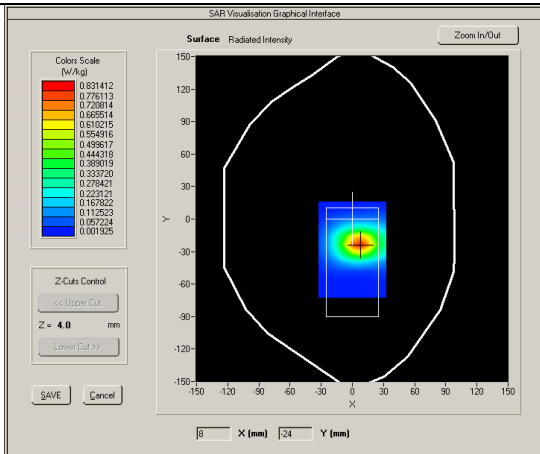 SAR Visualisation Graphical Interface
Surface Radiated Intensity
Zoom In/Out
Colors Scale
(W/kg)
0.831412
0.776113
0.720814
0.665514
0.610215
0.554916
0.499617
0.444318
0.389019
0.333720
0.278421
0.223121
0.167822
0.112523
0.057224
0.001925
Z-Cuts Control
<< Upper Cut
Z = 4.0 mm
Lower Cut >>
SAVE
Cancel
150
120
90
60
30
0
-30
-60
-90
-120
-150
Y
-150 -120 -90 -60 -30 0 30 60 90 120 150
X
8 X (mm) -24 Y (mm)